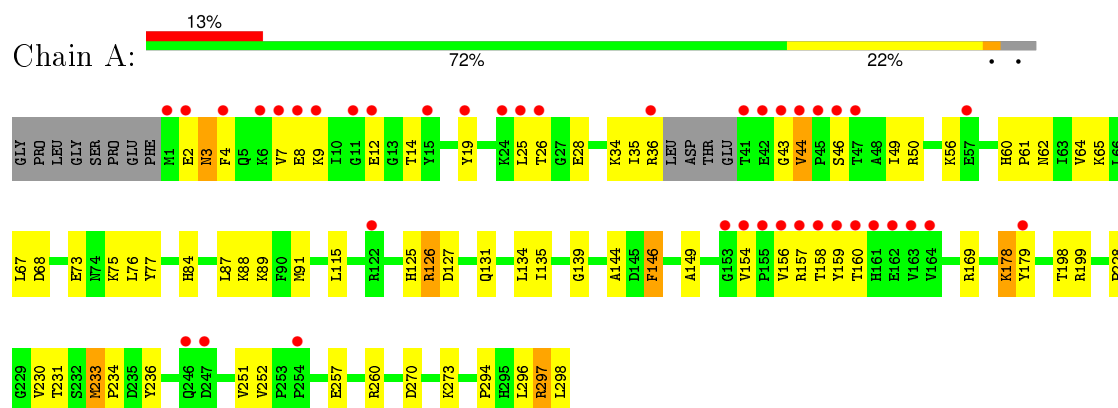 13%
Chain A:
72% 22% • •
GLY PRO LEU GLY SER PRO GLU PHE M1 E2 N3 F4 Q5 K6 V7 E8 K9 I10 G11 E12 G13 T14 Y15 Y19 K24 L25 T26 G27 E28 K34 I35 R36 LEU ASP THR GLU T41 E42 G43 V44 P45 S46 T47 A48 I49 R50 K56 E57 H60 P61 N62 I63 V64 K65 L66
L67 D68 E73 N74 K75 L76 Y77 H84 L87 K88 K89 F90 M91 L115 R122 H125 R126 D127 Q131 L134 I135 G139 A144 D145 F146 A149 G153 V154 P155 V156 R157 T158 Y159 T160 H161 E162 V163 V164 R169 K178 Y179 T198 R199 P228
G229 V230 T231 S232 M233 P234 D235 Y236 Q246 D247 V251 V252 P253 P254 E257 R260 D270 K273 P294 H295 L296 R297 L298